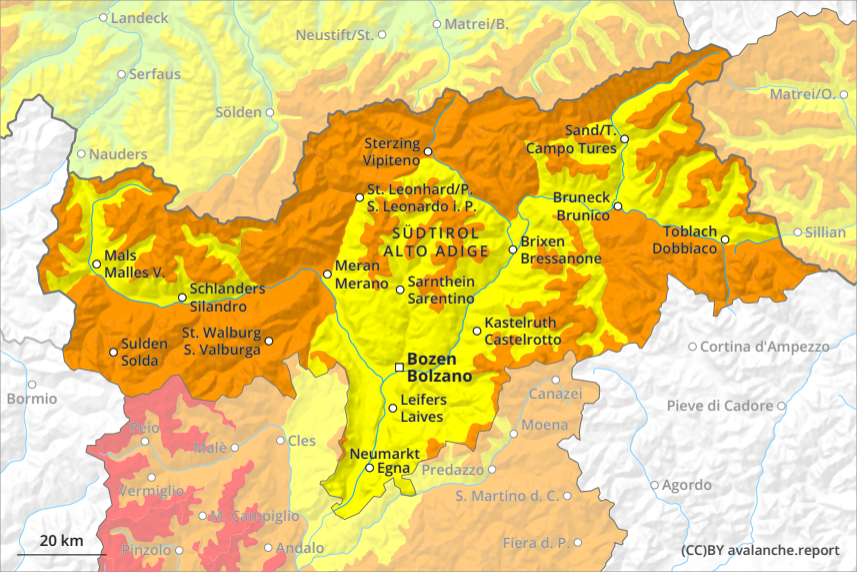 Landeck
Matrei/B.
Neustift/St.
Serfaus
Matrei/O.
Sölden
Sand/T.
Campo Tures
Sterzing
Vipiteno
Nauders
St. Leonhard/P.
S. Leonardo i. P.
Bruneck
Brunico
SÜDTIROL
ALTO ADIGE
Toblach
Dobbiaco
Sillian
Brixen
Bressanone
Mals
Malles V.
Meran
Merano
Sarnthein
Sarentino
Schlanders
Silandro
Kastelruth
Castelrotto
St. Walburg
S. Valburga
Sulden
Solda
Cortina d'Ampezzo
Bozen
Bolzano
Bormio
Canazei
Leifers
Laives
Pieve di Cadore
Peio
Moena
Malè
Cles
Neumarkt
Egna
Predazzo
Vermiglio
Agordo
S. Martino d. C.
M. Campiglio
20 km
Pinzolo
Andalo
Fiera d. P.
(CC)BY avalanche.report